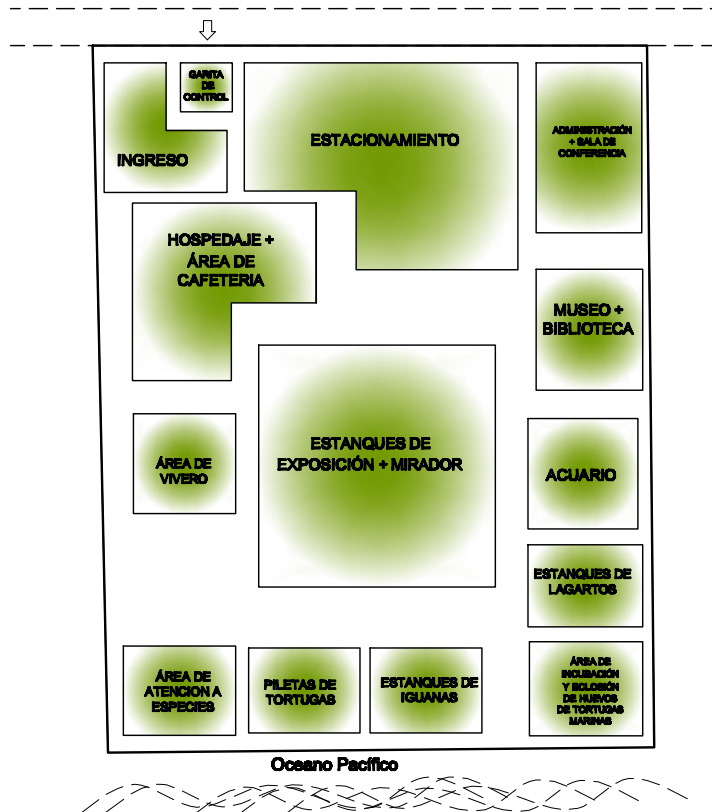 GARITA
DE
CONTROL
INGRESO
ESTACIONAMIENTO
ADMINISTRACIÓN
+ SALA DE
CONFERENCIA
HOSPEDAJE +
ÁREA DE
CAFETERIA
MUSEO +
BIBLIOTECA
ESTANQUES DE
EXPOSICIÓN + MIRADOR
ÁREA DE
VIVERO
ACUARIO
ESTANQUES DE
LAGARTOS
ÁREA DE
ATENCION A
ESPECIES
PILETAS DE
TORTUGAS
ESTANQUES DE
IGUANAS
ÁREA DE
INCUBACIÓN
Y ECLOSIÓN
DE HUEVOS
DE TORTUGAS
MARINAS
Oceano Pacífico